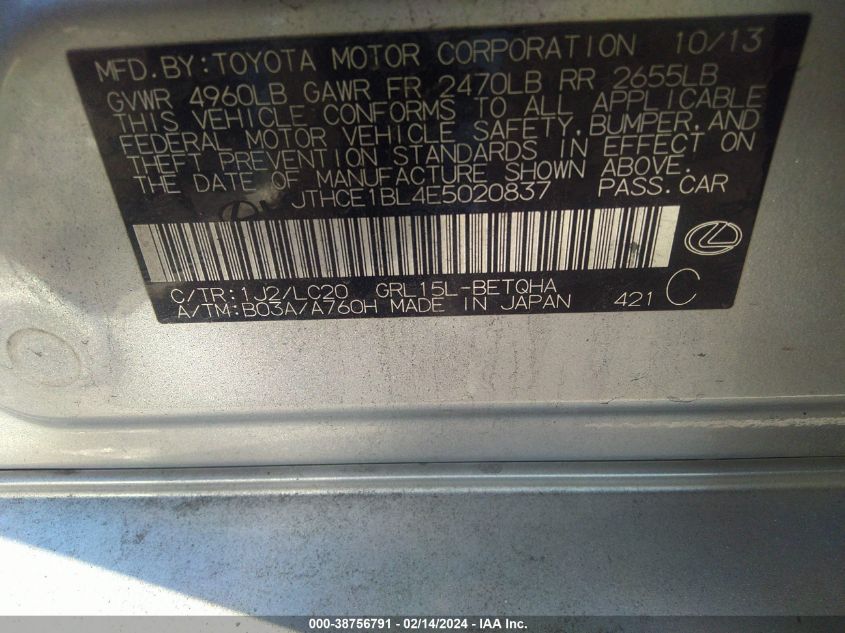 MFD.BY:TOYOTA MOTOR CORPORATION 10/13
GVWR 4960LB GAWR FR 2470LB RR 2655LB
THIS VEHICLE CONFORMS TO ALL APPLICABLE
FEDERAL MOTOR VEHICLE SAFETY,BUMPER,AND
THEFT PREVENTION STANDARDS IN EFFECT ON
THE DATE OF MANUFACTURE SHOWN ABOVE.
JTHCE1BL4E5020837 PASS.CAR
C/TR:1J2/LC20 GRL15L-BETQHA
A/TM:B03A/A760H MADE IN JAPAN 421 C
000-38756791 - 02/14/2024 - IAA Inc.